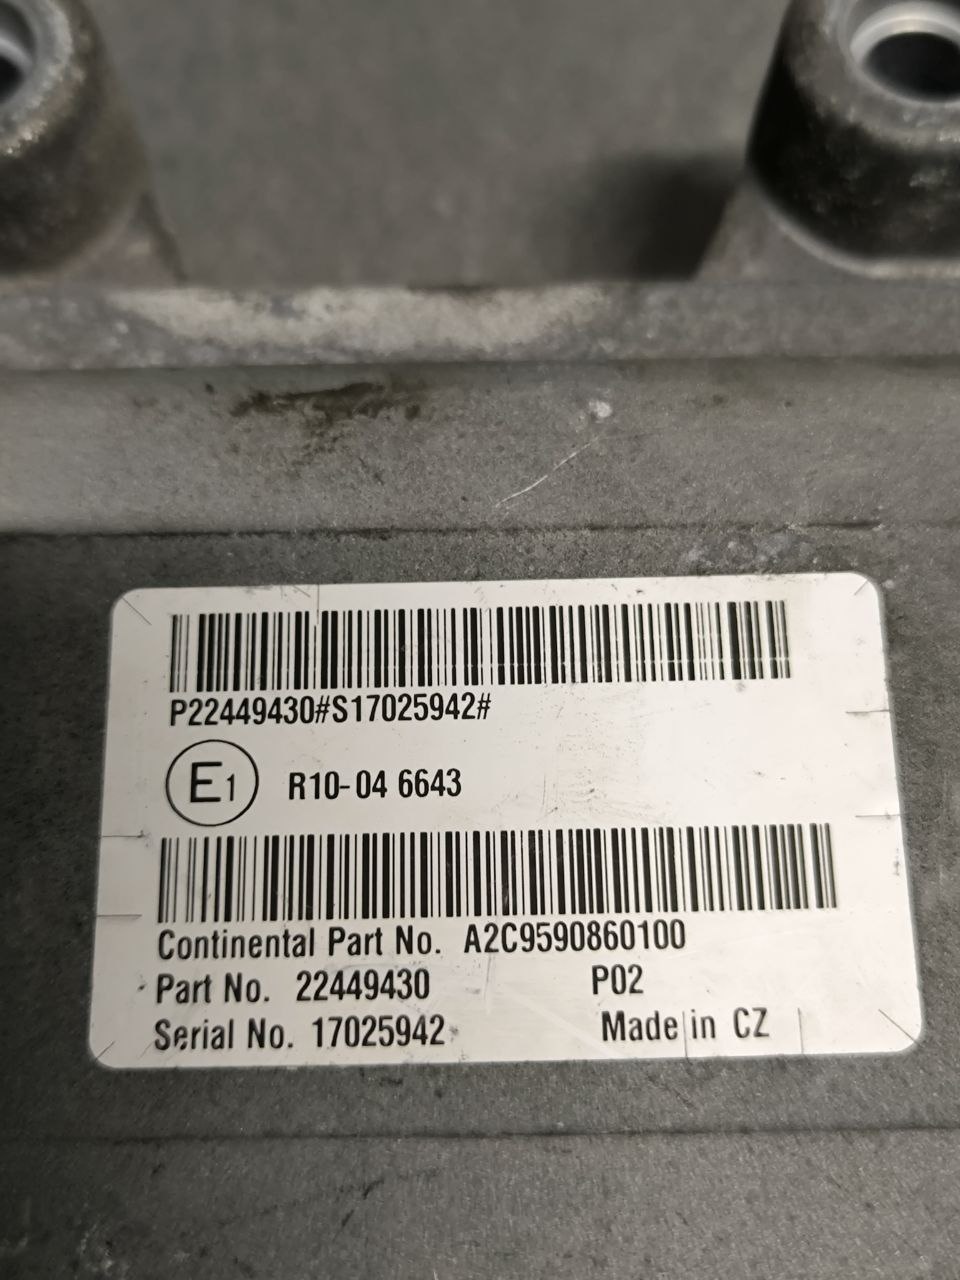 P22449430#S17025942#
E1 R10-04 6643
Continental Part No. A2C9590860100
Part No. 22449430 P02
Serial No. 17025942 Made in CZ